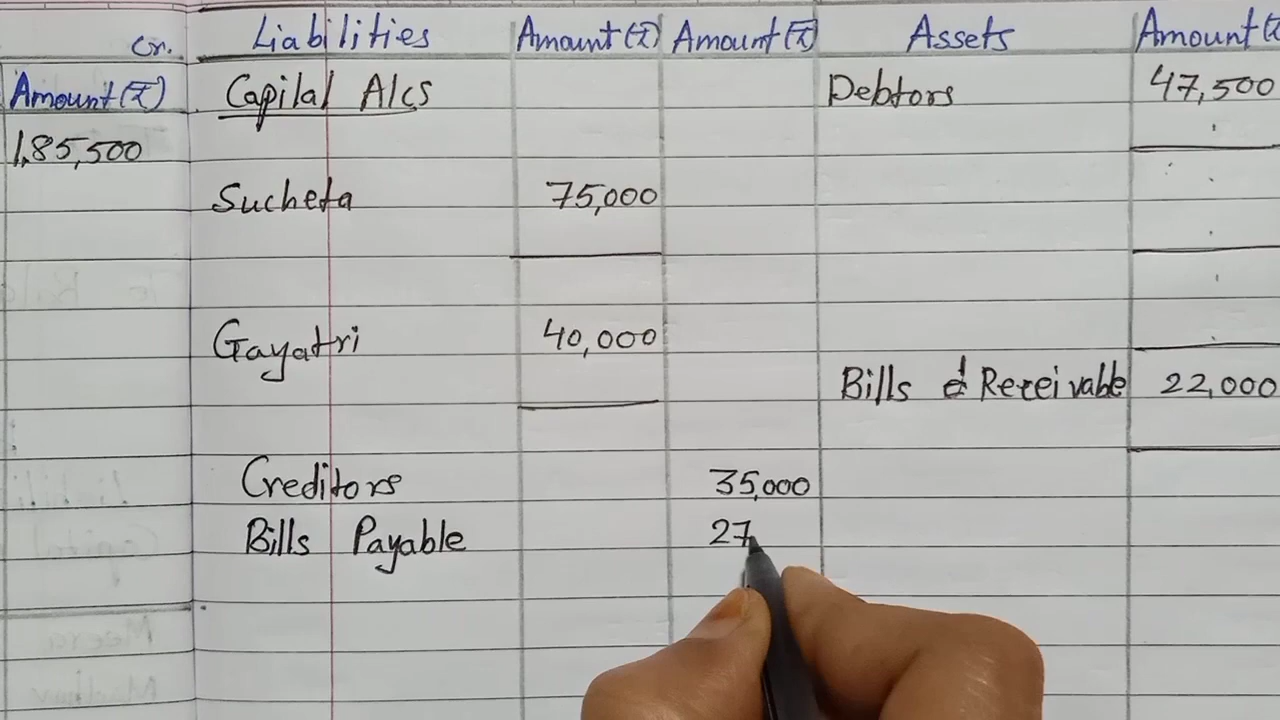 Cr. Liabilities Amount (₹) Amount (₹) Assets Amount (₹
Amount (₹) Capital A/cs Debtors 47,500
1,85,500
Sucheta 75,000
Gayatri 40,000
Bills Receivable 22,000
Creditors 35,000
Bills Payable 27